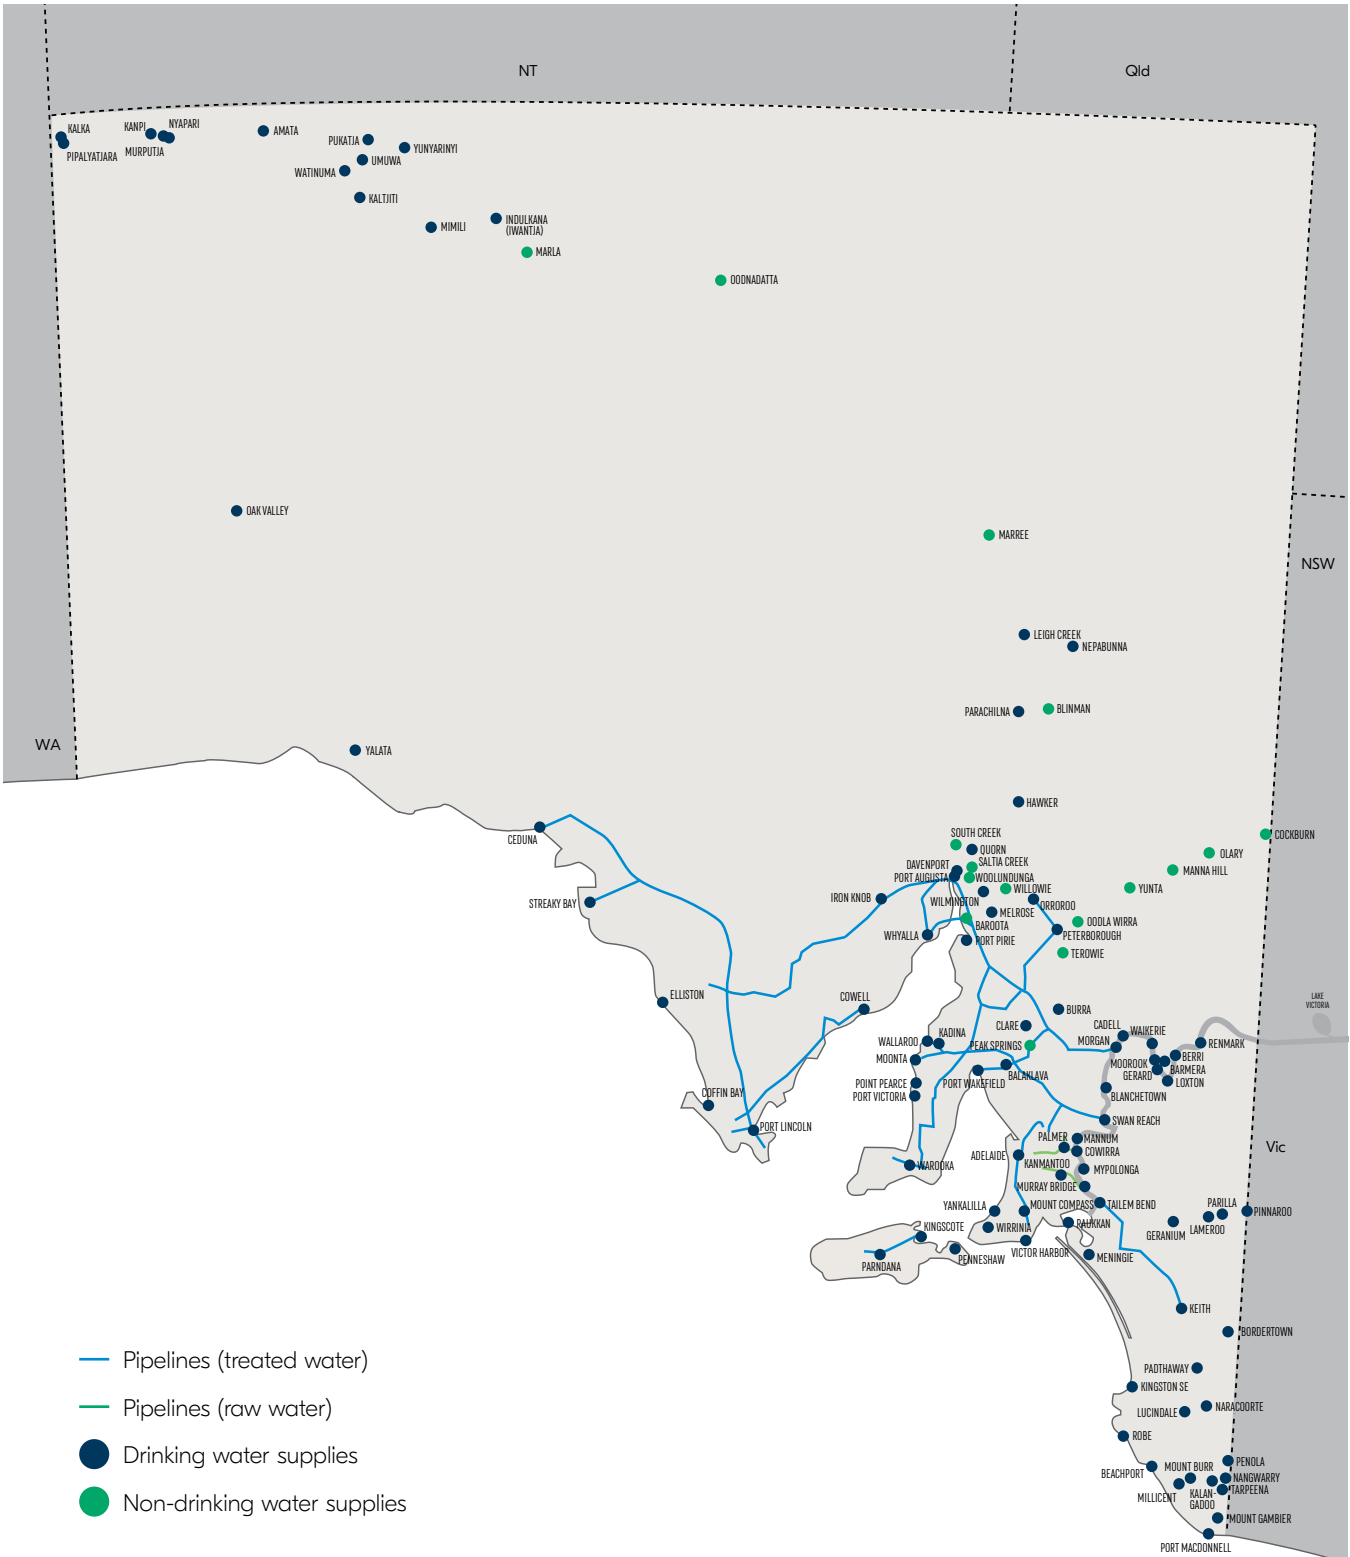 NT
Qld
KALKA
KANPI
NYAPARI
AMATA
PUKATJA
YUNYARINYI
PIPALYATJARA
MURPUTJA
UMUWA
WATINUMA
KALTJITI
MIMILI
INDULKANA
(IWANTJA)
MARLA
OODNADATTA
OAK VALLEY
MARREE
NSW
LEIGH CREEK
NEPABUNNA
PARACHILNA
BLINMAN
WA
YALATA
HAWKER
CEDUNA
SOUTH CREEK
QUORN
COCKBURN
OLARY
DAVENPORT
SALTIA CREEK
PORT AUGUSTA
WOOLUNDUNGA
MANNA HILL
YUNTA
STREAKY BAY
IRON KNOB
WILMINGTON
WILLOWIE
ORROROO
MELROSE
OODLA WIRRA
BAROOTA
WHYALLA
PORT PIRIE
PETERBOROUGH
TEROWIE
ELLISTON
COWELL
BURRA
LAKE
VICTORIA
CLARE
CADELL
WAIKERIE
KADINA
WALLAROO
PEAK SPRINGS
MORGAN
RENMARK
MOONTA
MOOROOK
BERRI
BARMERA
GERARD
LOXTON
POINT PEARCE
PORT WAKEFIELD
BALAKLAVA
PORT VICTORIA
BLANCHETOWN
COFFIN BAY
PORT LINCOLN
SWAN REACH
PALMER
MANNUM
COWIRRA
Vic
ADELAIDE
KANMANTOO
MYPOLONGA
WAROOKA
MURRAY BRIDGE
YANKALILLA
MOUNT COMPASS
TAILEM BEND
PARILLA
PINNAROO
KINGSCOTE
WIRRINIA
RAUKKAN
GERANIUM
LAMEROO
PARNDANA
PENNESHAW
VICTOR HARBOR
MENINGIE
KEITH
BORDERTOWN
Pipelines (treated water)
PADTHAWAY
KINGSTON SE
Pipelines (raw water)
LUCINDALE
NARACOORTE
ROBE
Drinking water supplies
BEACHPORT
MOUNT BURR
PENOLA
NANGWARRY
MILLICENT
KALAN-
GADOO
TARPEENA
Non-drinking water supplies
MOUNT GAMBIER
PORT MACDONNELL